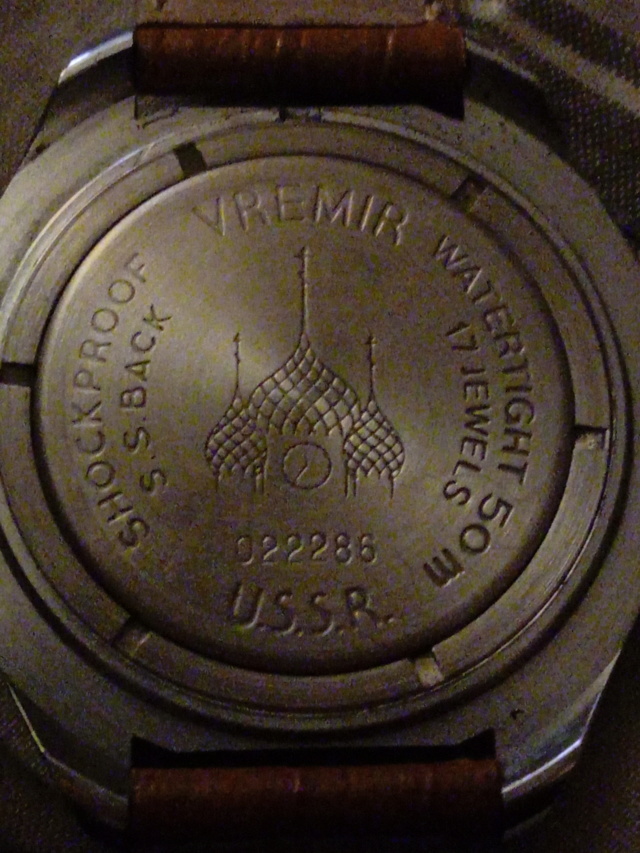 VREMIR
SHOCKPROOF
S.S.BACK
WATERTIGHT 50m
17 JEWELS
022286
U.S.S.R.